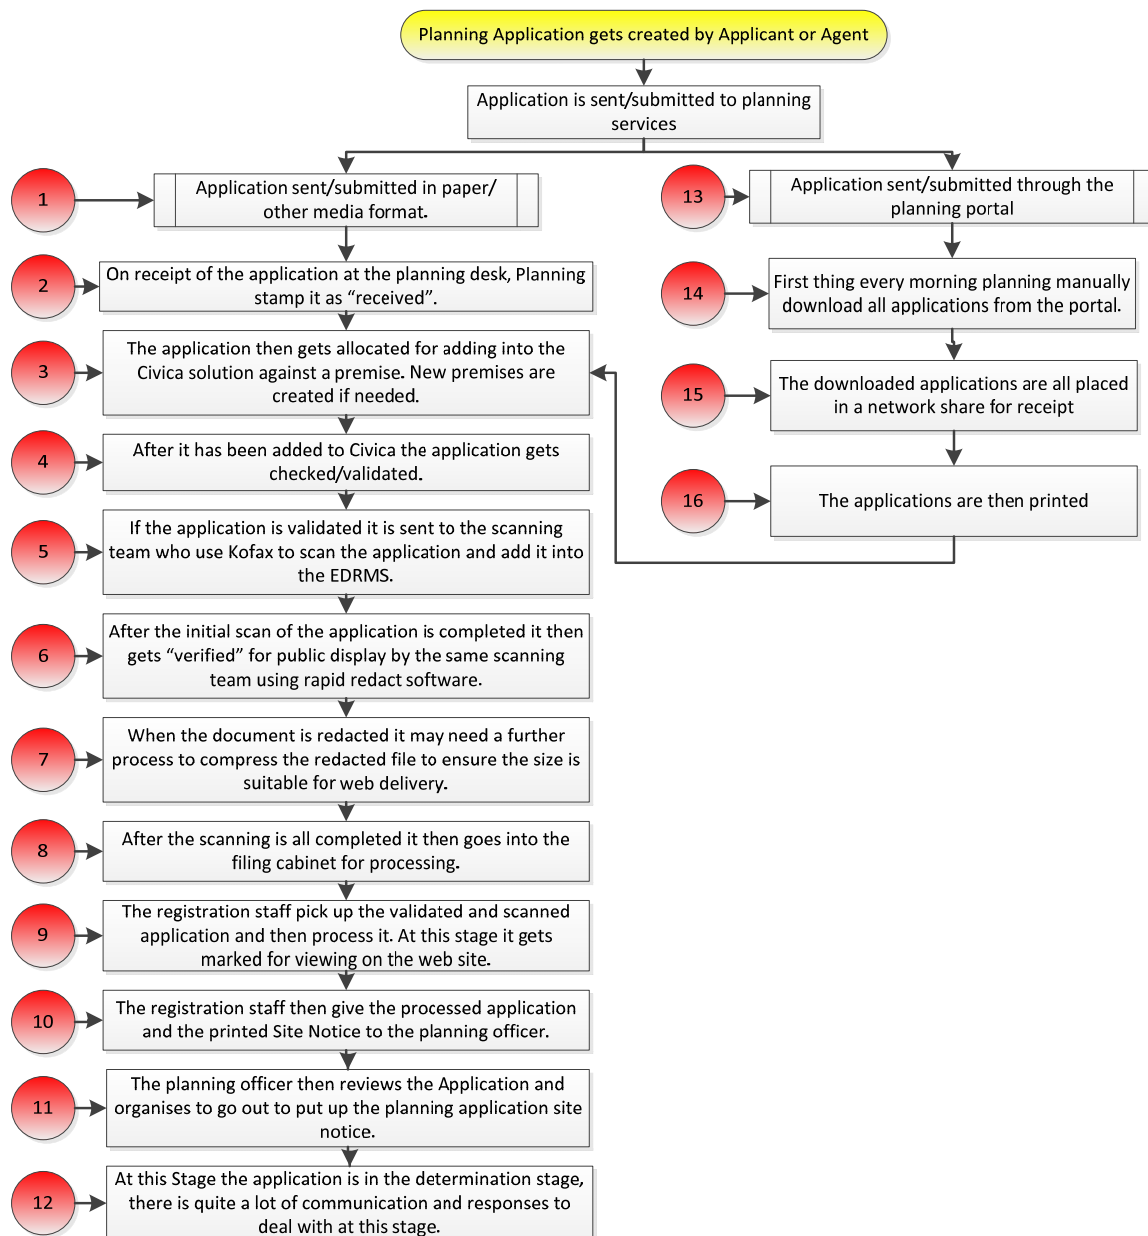 Planning Application gets created by Applicant or Agent
Application is sent/submitted to planning
services
1
Application sent/submitted in paper/
other media format.
2
On receipt of the application at the planning desk, Planning
stamp it as “received”.
3
The application then gets allocated for adding into the
Civica solution against a premise. New premises are
created if needed.
4
After it has been added to Civica the application gets
checked/validated.
5
If the application is validated it is sent to the scanning
team who use Kofax to scan the application and add it into
the EDRMS.
6
After the initial scan of the application is completed it then
gets “verified” for public display by the same scanning
team using rapid redact software.
7
When the document is redacted it may need a further
process to compress the redacted file to ensure the size is
suitable for web delivery.
8
After the scanning is all completed it then goes into the
filing cabinet for processing.
9
The registration staff pick up the validated and scanned
application and then process it. At this stage it gets
marked for viewing on the web site.
10
The registration staff then give the processed application
and the printed Site Notice to the planning officer.
11
The planning officer then reviews the Application and
organises to go out to put up the planning application site
notice.
12
At this Stage the application is in the determination stage,
there is quite a lot of communication and responses to
deal with at this stage.
13
Application sent/submitted through the
planning portal
14
First thing every morning planning manually
download all applications from the portal.
15
The downloaded applications are all placed
in a network share for receipt
16
The applications are then printed